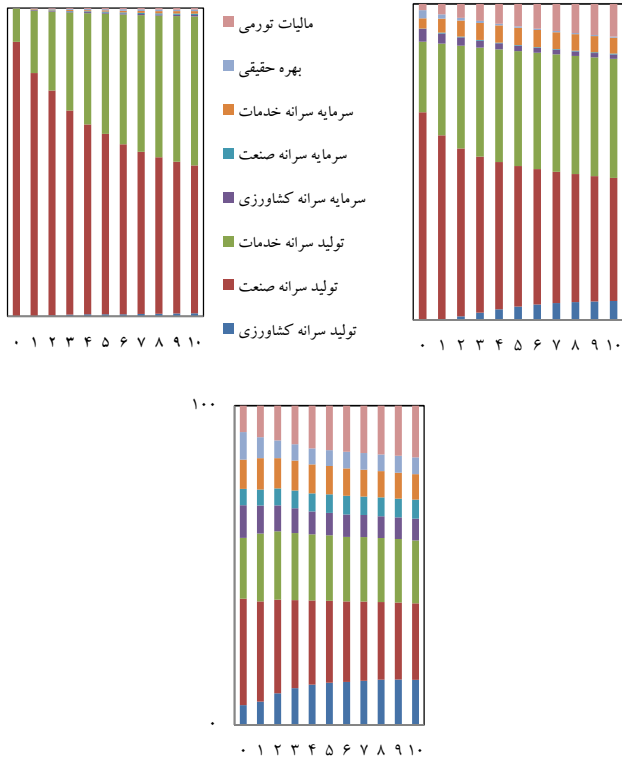 مالیات تورمی
بهره حقیقی
سرمایه سرانه خدمات
سرمایه سرانه صنعت
سرمایه سرانه کشاورزی
تولید سرانه خدمات
تولید سرانه صنعت
تولید سرانه کشاورزی
۰ ۱ ۲ ۳ ۴ ۵ ۶ ۷ ۸ ۹ ۱۰
۰ ۱ ۲ ۳ ۴ ۵ ۶ ۷ ۸ ۹ ۱۰
۱۰۰
۰
۰ ۱ ۲ ۳ ۴ ۵ ۶ ۷ ۸ ۹ ۱۰